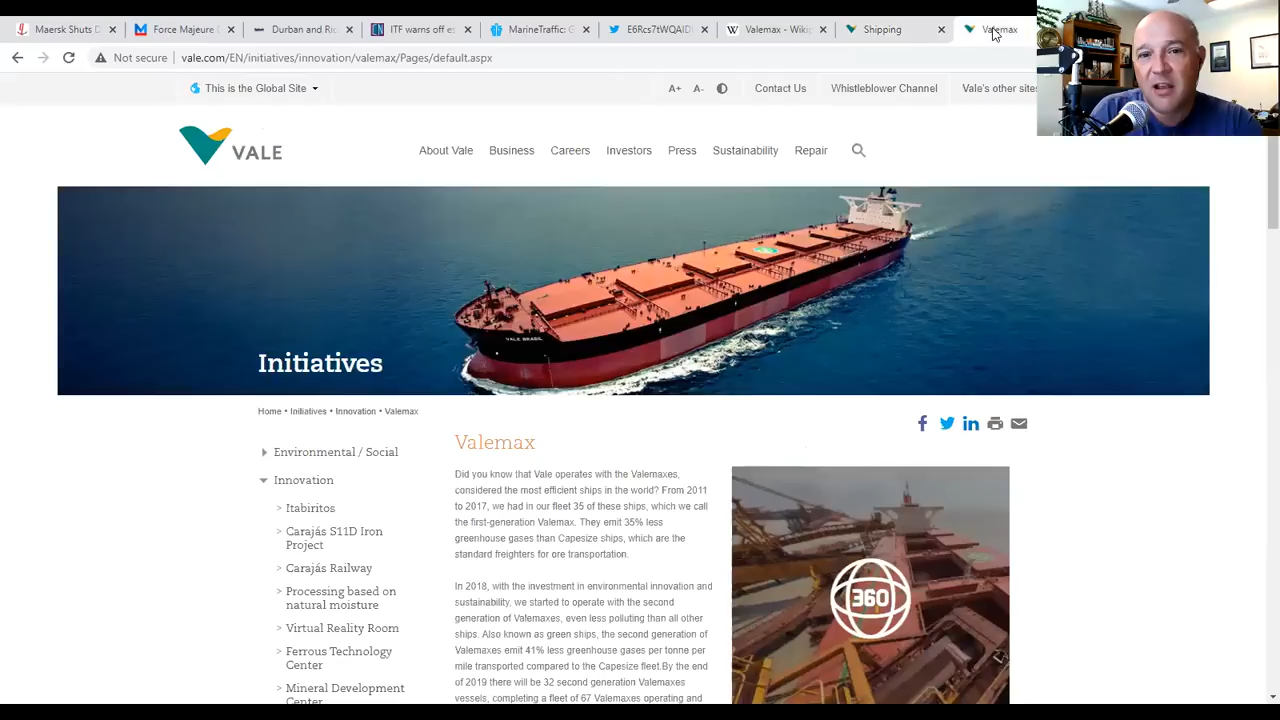 Maersk Shuts D
Force Majeure
Durban and Ric
ITF warns off e
MarineTraffic: G
E6Rcs7tWQAID
Valemax - Wiki
Shipping
Valemax
Not secure
vale.com/EN/initiatives/innovation/valemax/Pages/default.aspx
This is the Global Site
A+
A-
Contact Us
Whistleblower Channel
Vale's other sites
VALE
About Vale
Business
Careers
Investors
Press
Sustainability
Repair
VALE BRASIL
Initiatives
Home • Initiatives • Innovation • Valemax
Environmental / Social
Innovation
> Itabiritos
> Carajás S11D Iron
Project
> Carajás Railway
> Processing based on
natural moisture
> Virtual Reality Room
> Ferrous Technology
Center
> Mineral Development
Center
Valemax
Did you know that Vale operates with the Valemaxes,
considered the most efficient ships in the world? From 2011
to 2017, we had in our fleet 35 of these ships, which we call
the first-generation Valemax. They emit 35% less
greenhouse gases than Capesize ships, which are the
standard freighters for ore transportation.
In 2018, with the investment in environmental innovation and
sustainability, we started to operate with the second
generation of Valemaxes, even less polluting than all other
ships. Also known as green ships, the second generation of
Valemaxes emit 41% less greenhouse gases per tonne per
mile transported compared to the Capesize fleet.By the end
of 2019 there will be 32 second generation Valemaxes
vessels, completing a fleet of 67 Valemaxes operating and
360